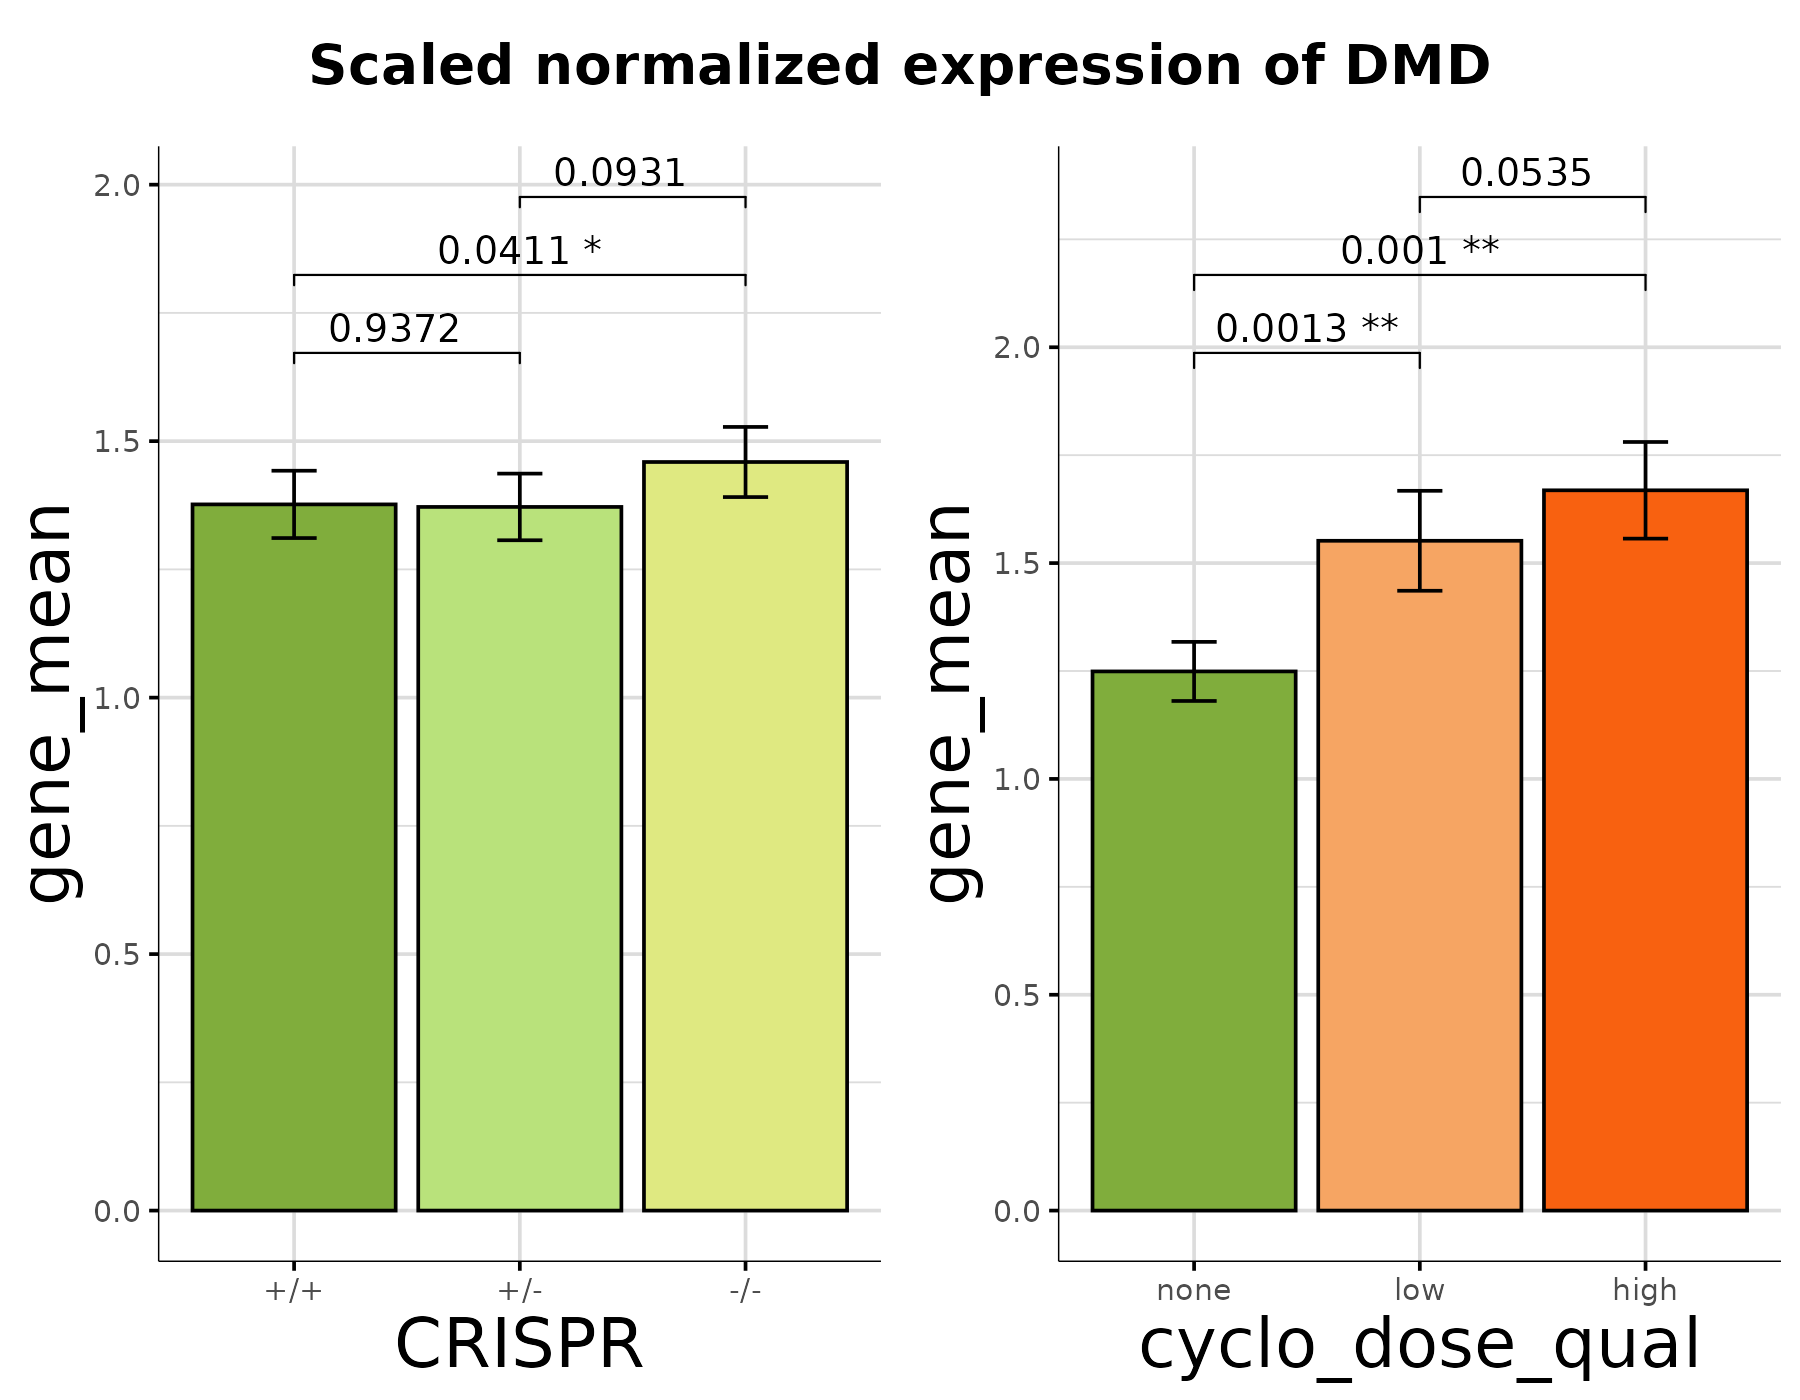 Scaled normalized expression of DMD
gene_mean
2.0
1.5
1.0
0.5
0.0
0.0931
0.0411 *
0.9372
+/+
+/-
-/-
CRISPR
gene_mean
2.0
1.5
1.0
0.5
0.0
0.0535
0.001 **
0.0013 **
none
low
high
cyclo_dose_qual